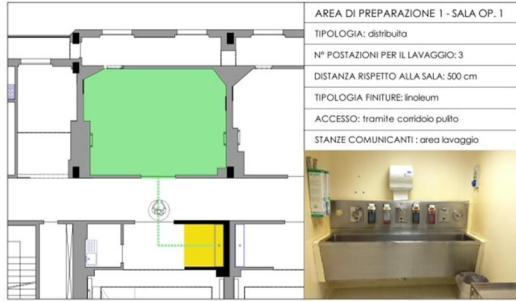 AREA DI PREPARAZIONE 1 - SALA OP. 1
TIPOLOGIA: distribuita
N° POSTAZIONI PER IL LAVAGGIO: 3
DISTANZA RISPETTO ALLA SALA: 500 cm
TIPOLOGIA FINITURE: linoleum
ACCESSO: tramite corridoio pulito
STANZE COMUNICANTI : area lavaggio